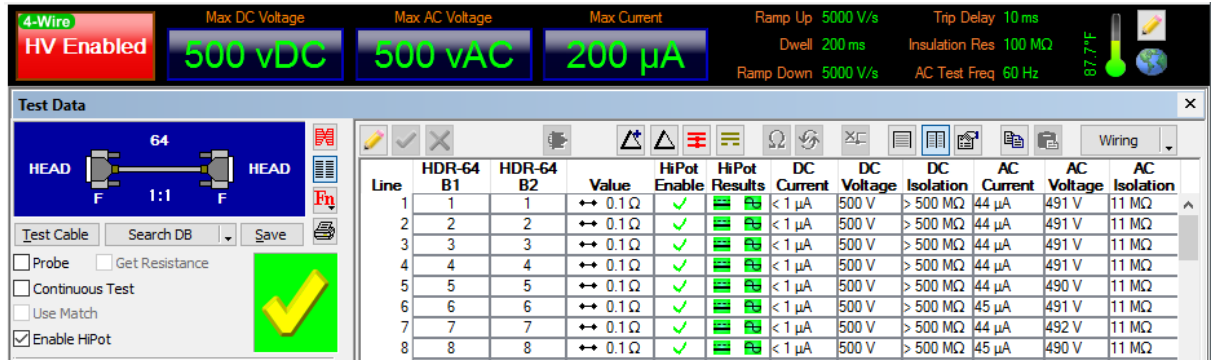 4-Wire
HV Enabled
Max DC Voltage
500 vDC
Max AC Voltage
500 vAC
Max Current
200 µA
Ramp Up 5000 V/s
Dwell 200 ms
Ramp Down 5000 V/s
Trip Delay 10 ms
Insulation Res 100 MΩ
AC Test Freq 60 Hz
87.7°F
Test Data
64
HEAD HEAD
F 1:1 F
Fn
Test Cable Search DB Save
Probe Get Resistance
Continuous Test
Use Match
Enable HiPot
Ω Wiring
HDR-64 HDR-64 HiPot HiPot DC DC DC AC AC AC
Line B1 B2 Value Enable Results Current Voltage Isolation Current Voltage Isolation
1 1 1 ↔ 0.1 Ω ✓ < 1 µA 500 V > 500 MΩ 44 µA 491 V 11 MΩ
2 2 2 ↔ 0.1 Ω ✓ < 1 µA 500 V > 500 MΩ 44 µA 491 V 11 MΩ
3 3 3 ↔ 0.1 Ω ✓ < 1 µA 500 V > 500 MΩ 44 µA 491 V 11 MΩ
4 4 4 ↔ 0.1 Ω ✓ < 1 µA 500 V > 500 MΩ 44 µA 491 V 11 MΩ
5 5 5 ↔ 0.1 Ω ✓ < 1 µA 500 V > 500 MΩ 44 µA 490 V 11 MΩ
6 6 6 ↔ 0.1 Ω ✓ < 1 µA 500 V > 500 MΩ 45 µA 491 V 11 MΩ
7 7 7 ↔ 0.1 Ω ✓ < 1 µA 500 V > 500 MΩ 44 µA 492 V 11 MΩ
8 8 8 ↔ 0.1 Ω ✓ < 1 µA 500 V > 500 MΩ 45 µA 490 V 11 MΩ